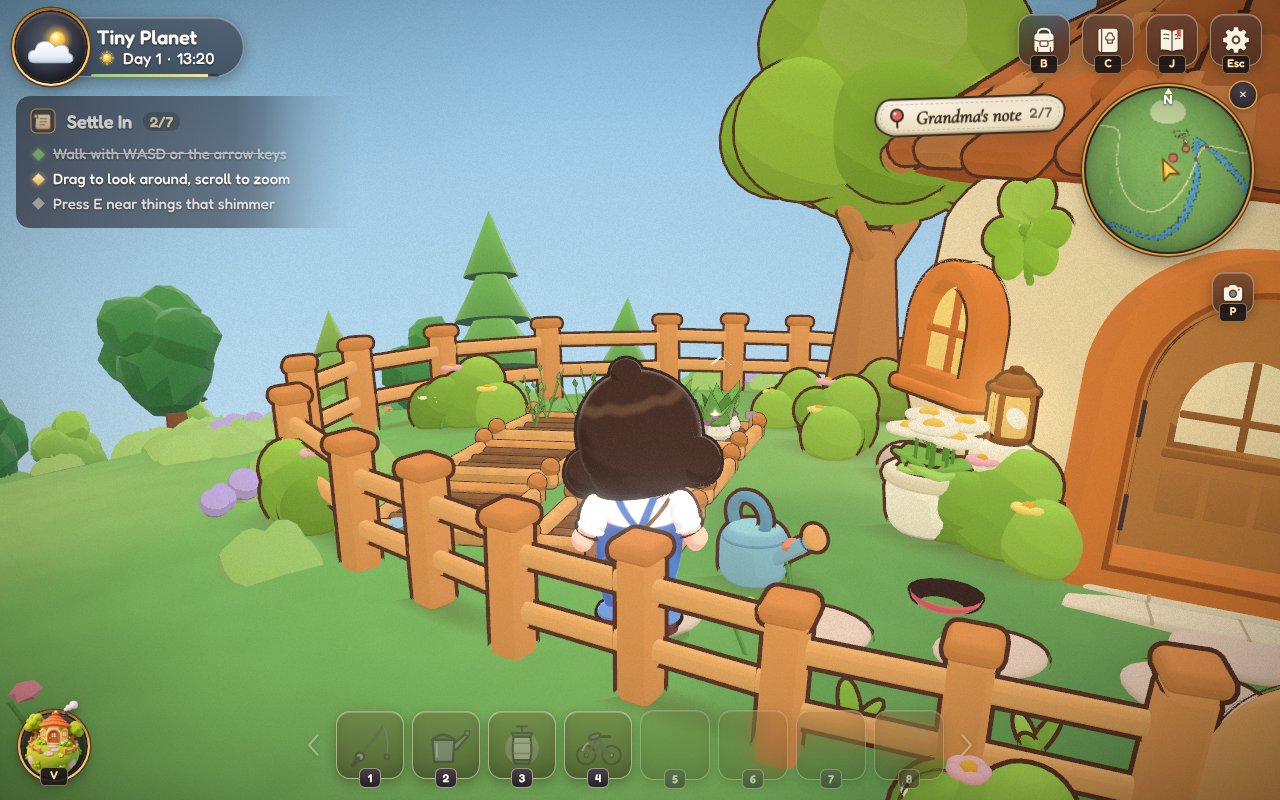 Tiny Planet
Day 1 · 13:20
Settle In 2/7
Walk with WASD or the arrow keys
Drag to look around, scroll to zoom
Press E near things that shimmer
B
C
J
Esc
Grandma's note 2/7
N
×
P
V
1
2
3
4
5
6
7
8